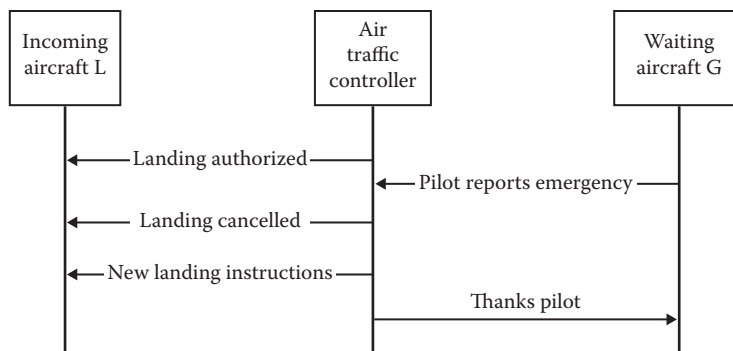 Incoming
aircraft L
Air
traffic
controller
Waiting
aircraft G
Landing authorized
Pilot reports emergency
Landing cancelled
New landing instructions
Thanks pilot